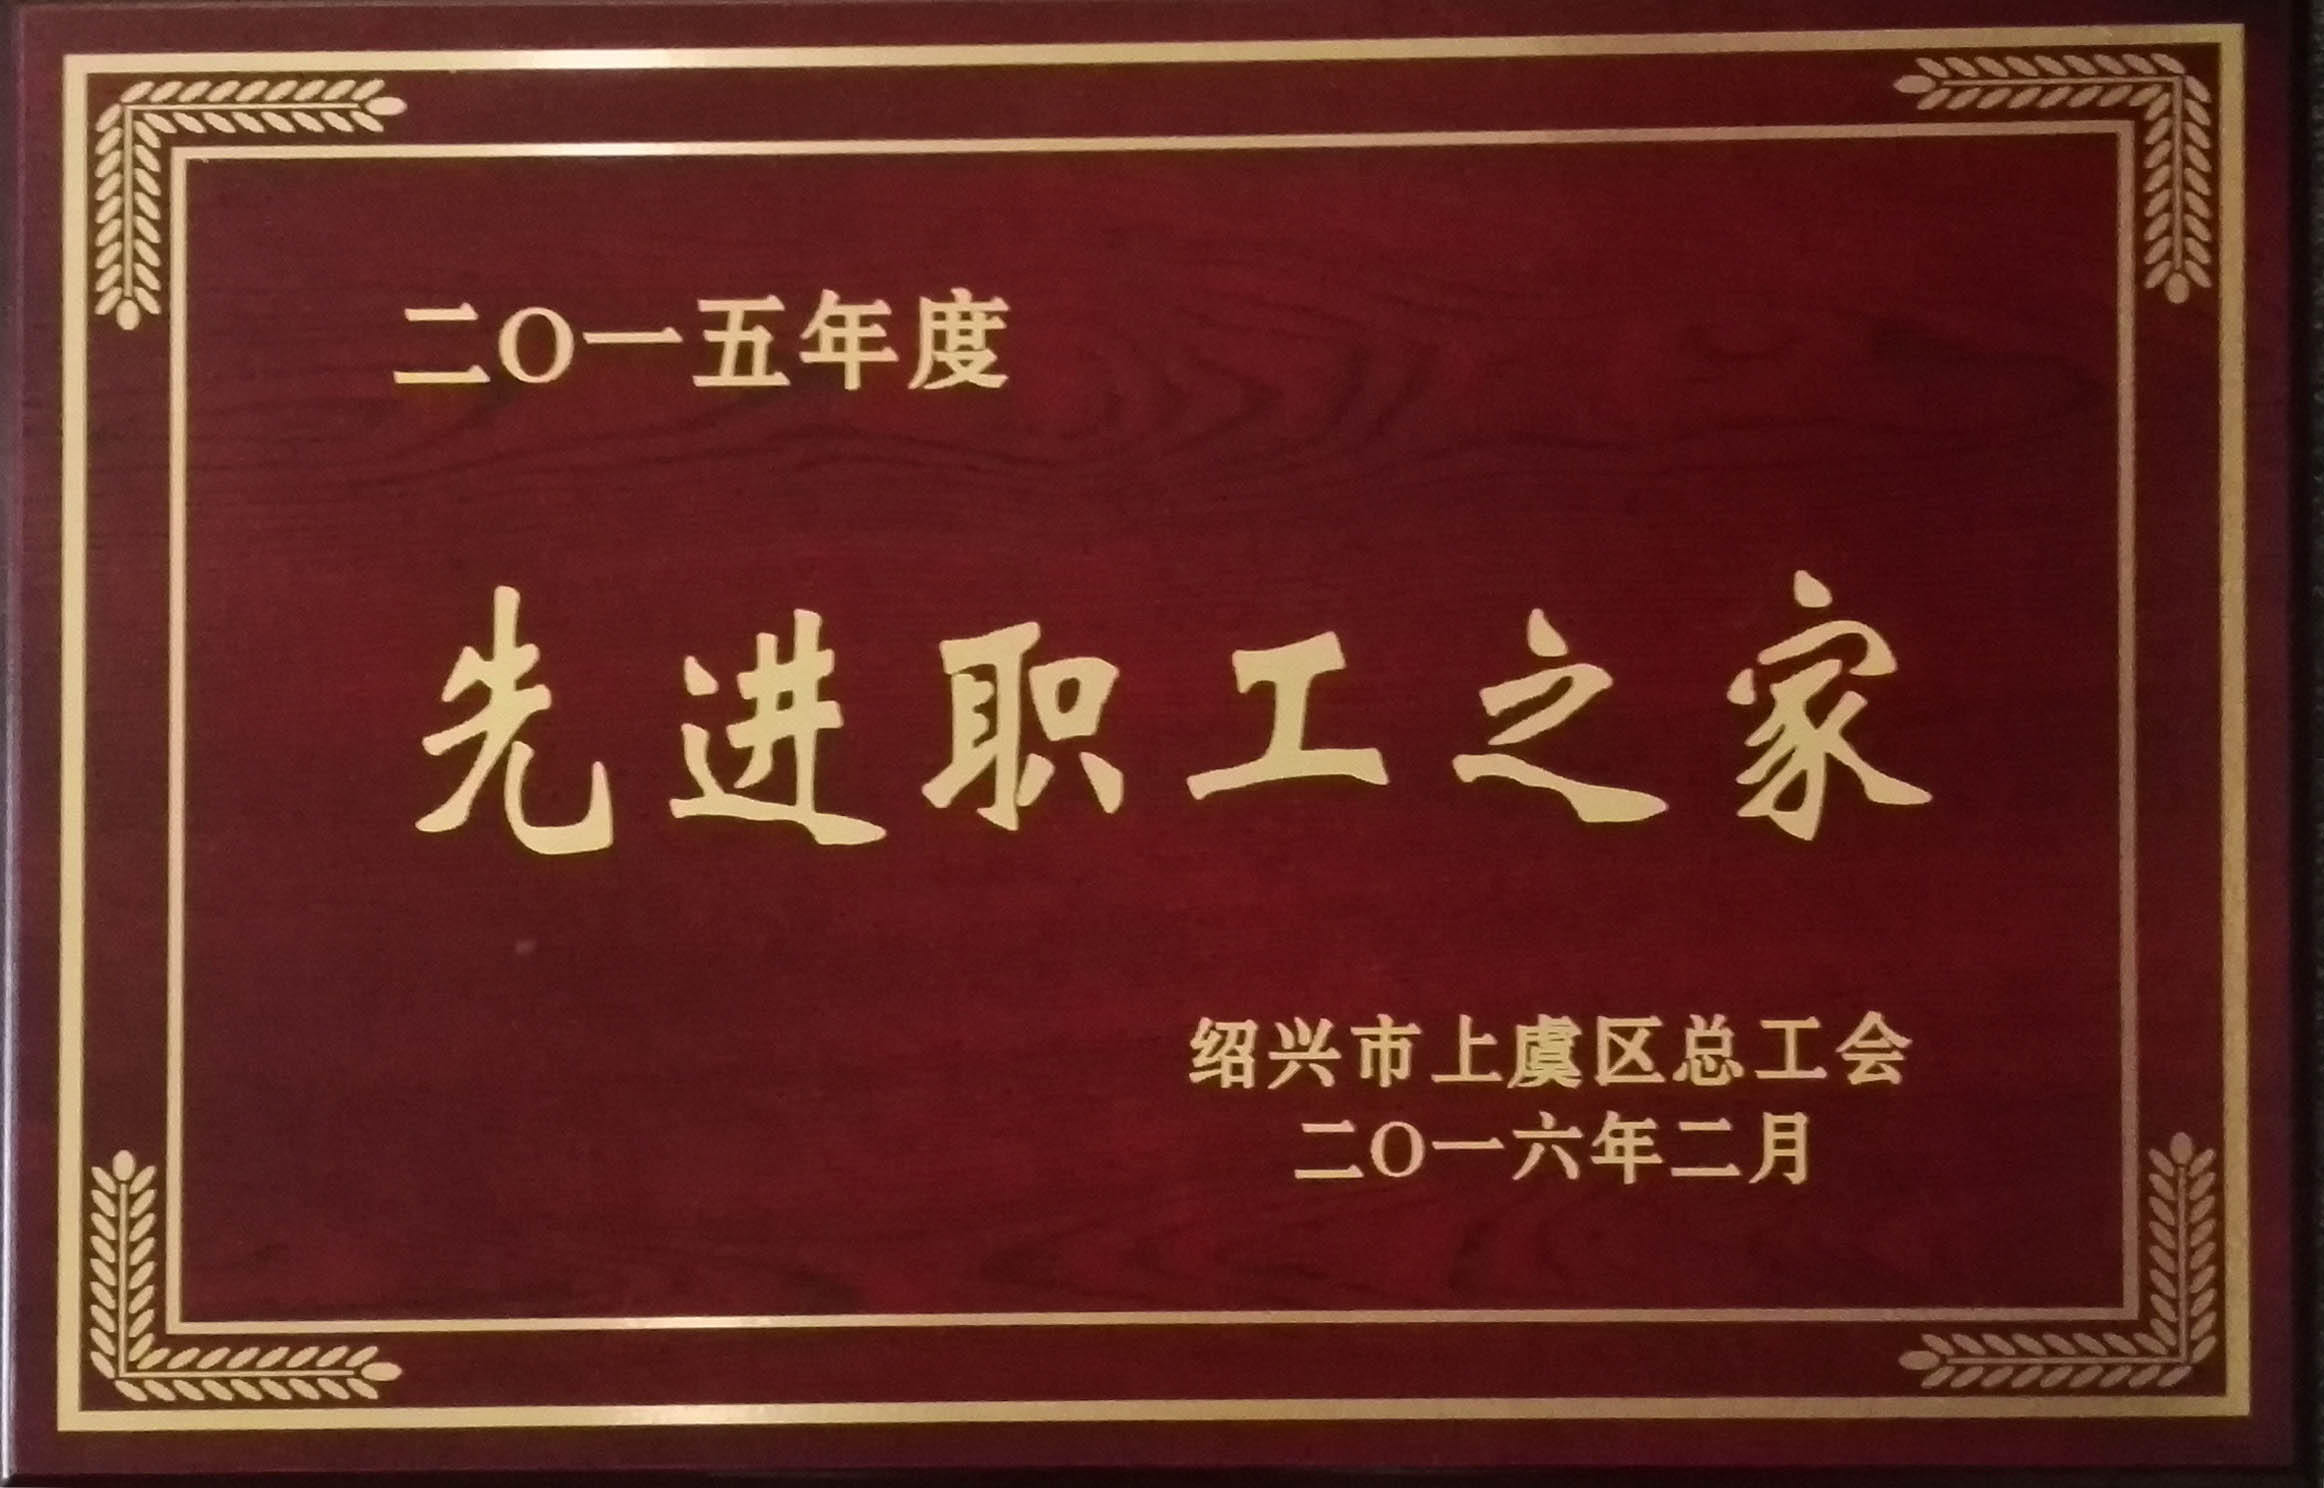 二〇一五年度
先进职工之家
绍兴市上虞区总工会
二〇一六年二月